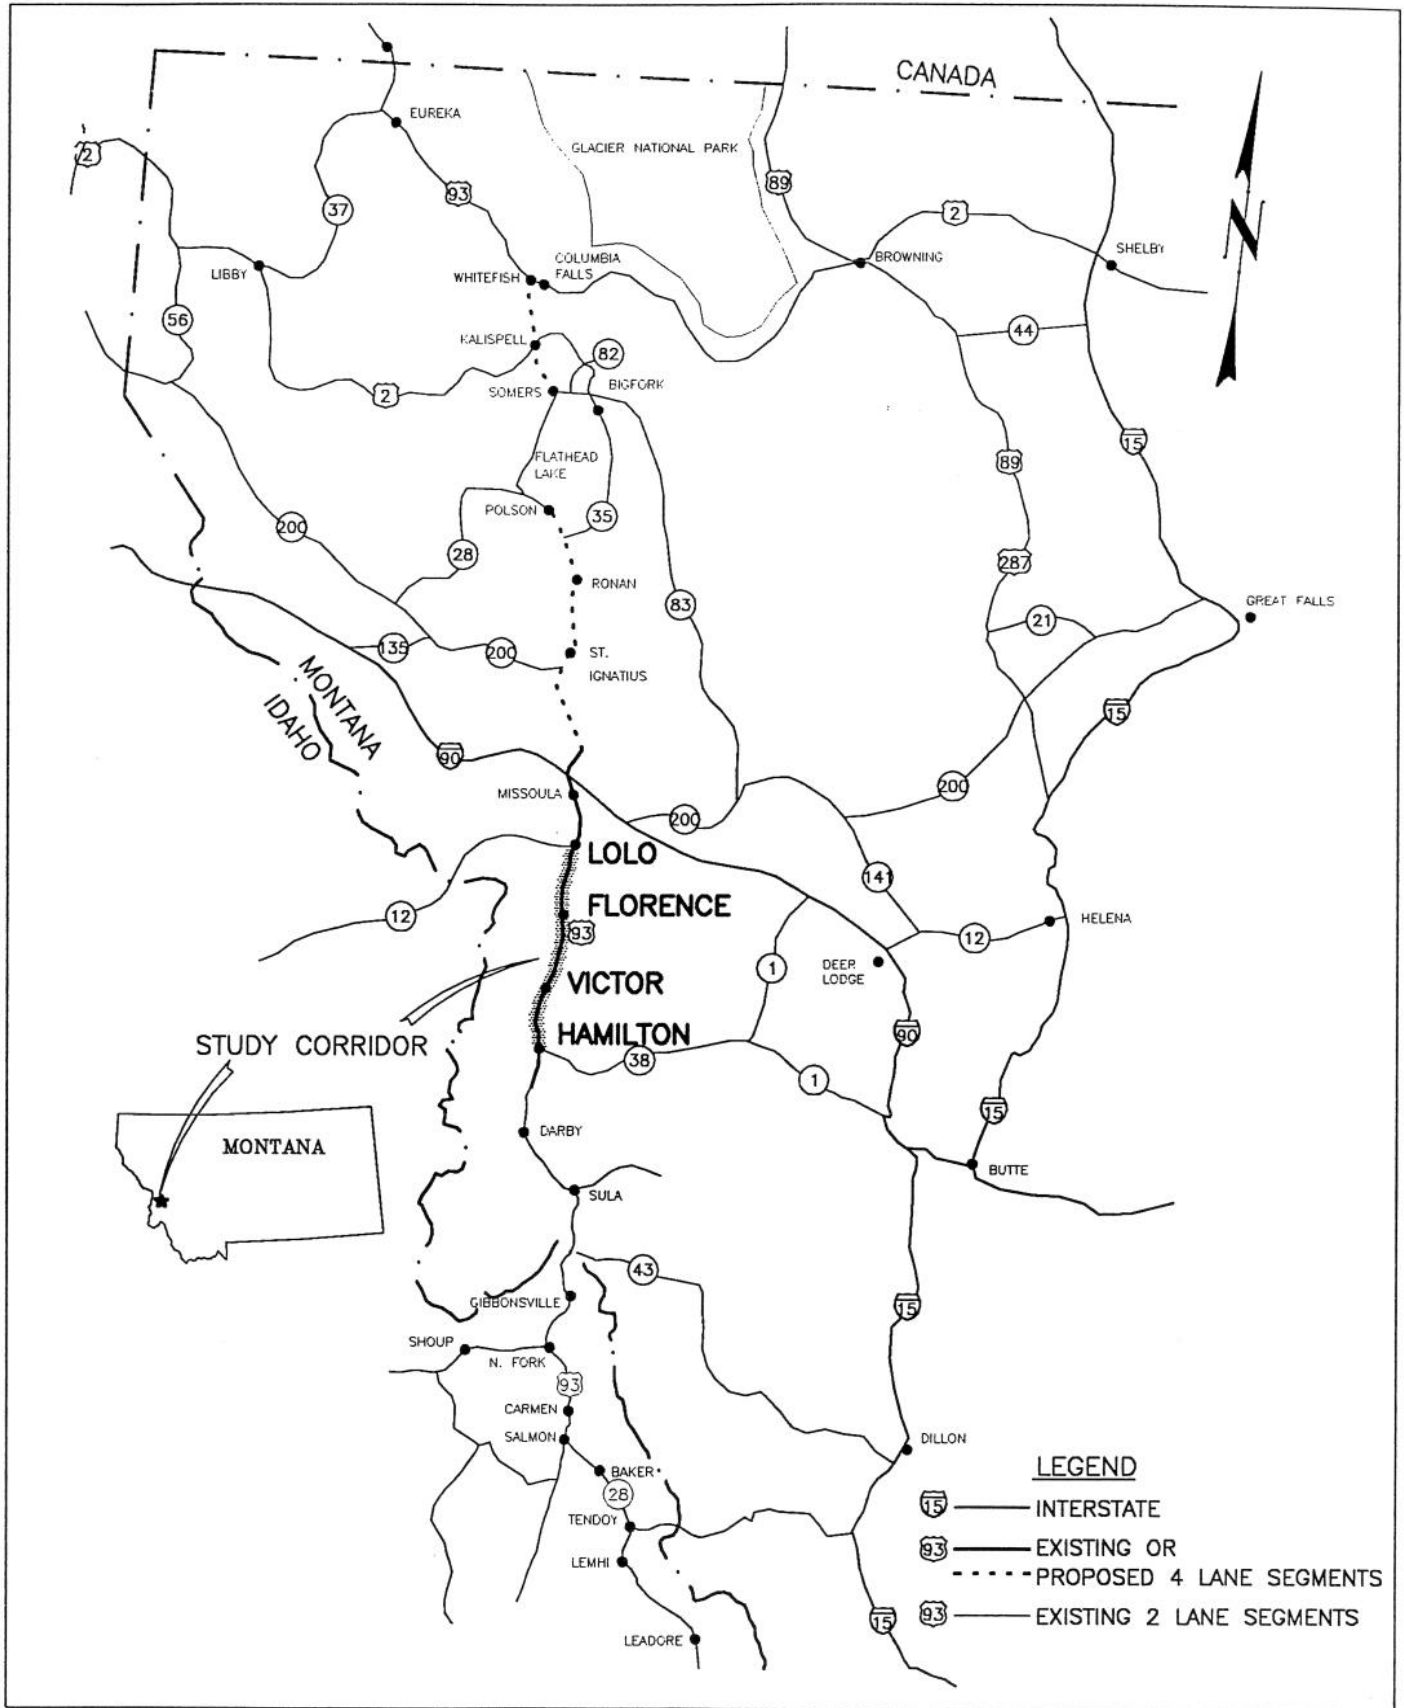 CANADA
EUREKA
GLACIER NATIONAL PARK
2
93
89
2
37
SHELBY
BROWNING
COLUMBIA
FALLS
WHITEFISH
LIBBY
56
44
KALISPELL
82
BIGFORK
SOMERS
2
15
FLATHEAD
LAKE
89
POLSON
35
200
28
287
RONAN
83
GREAT FALLS
21
135
200
ST.
IGNATIUS
MONTANA
IDAHO
15
90
200
MISSOULA
200
LOLO
141
FLORENCE
12
93
HELENA
12
1
DEER
LODGE
VICTOR
HAMILTON
90
STUDY CORRIDOR
38
1
15
DARBY
MONTANA
BUTTE
SULA
43
GIBBONSVILLE
15
SHOUP
N. FORK
93
CARMEN
SALMON
DILLON
BAKER
28
TENDOY
LEMHI
LEADORE
15
LEGEND
15 INTERSTATE
93 EXISTING OR
PROPOSED 4 LANE SEGMENTS
93 EXISTING 2 LANE SEGMENTS
N